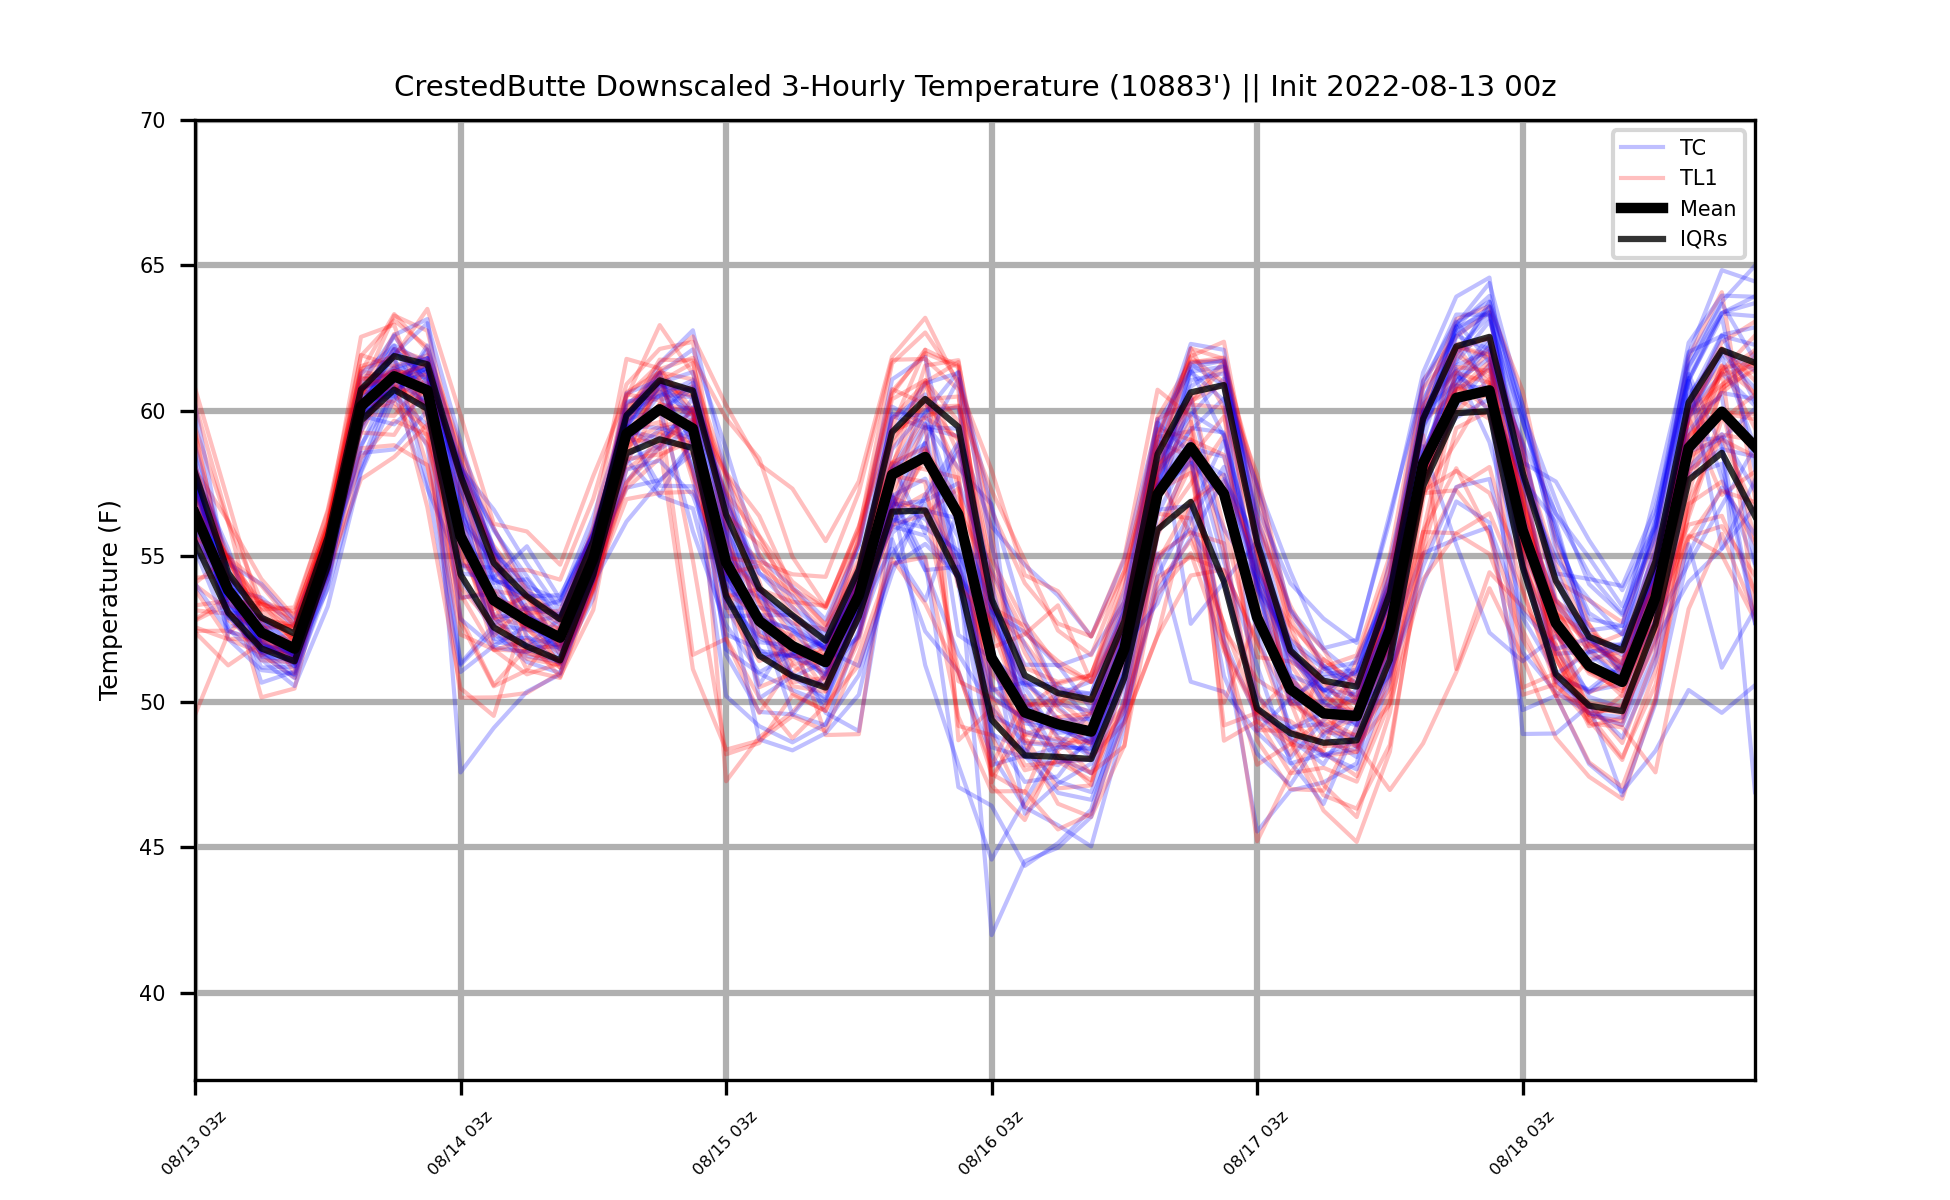 CrestedButte Downscaled 3-Hourly Temperature (10883') || Init 2022-08-13 00z
70
65
60
55
50
45
40
Temperature (F)
TC
TL1
Mean
IQRs
08/13 03z
08/14 03z
08/15 03z
08/16 03z
08/17 03z
08/18 03z